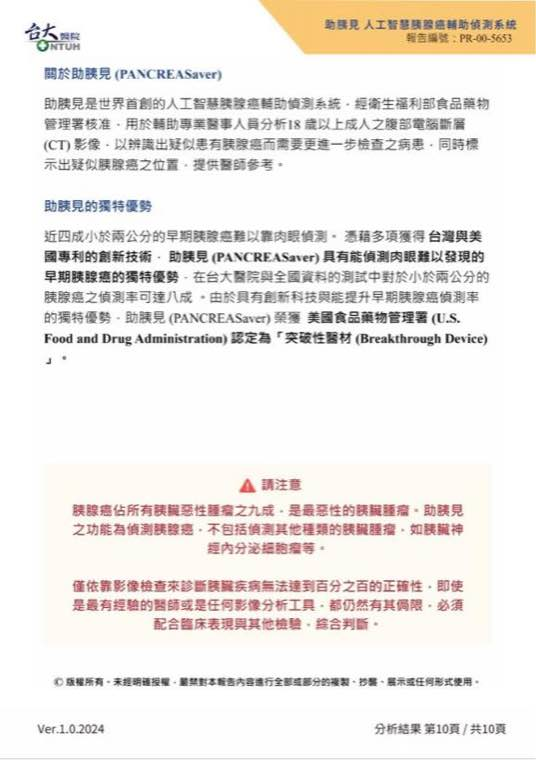 台大醫院
NTUH
助胰見 人工智慧胰腺癌輔助偵測系統
報告編號：PR-00-5653
關於助胰見 (PANCREASaver)
助胰見是世界首創的人工智慧胰腺癌輔助偵測系統，經衛生福利部食品藥物
管理署核准，用於輔助專業醫事人員分析18 歲以上成人之腹部電腦斷層
(CT) 影像，以辨識出疑似患有胰腺癌而需要更進一步檢查之病患，同時標
示出疑似胰腺癌之位置，提供醫師參考。
助胰見的獨特優勢
近四成小於兩公分的早期胰腺癌難以靠肉眼偵測。 憑藉多項獲得 台灣與美
國專利的創新技術， 助胰見 (PANCREASaver) 具有能偵測肉眼難以發現的
早期胰腺癌的獨特優勢，在台大醫院與全國資料的測試中對於小於兩公分的
胰腺癌之偵測率可達八成 。由於具有創新科技與能提升早期胰腺癌偵測率
的獨特優勢，助胰見 (PANCREASaver) 榮獲 美國食品藥物管理署 (U.S.
Food and Drug Administration) 認定為「 突破性醫材 (Breakthrough Device)
」。
請注意
胰腺癌佔所有胰臟惡性腫瘤之九成，是最惡性的胰臟腫瘤。助胰見
之功能為偵測胰腺癌，不包括偵測其他種類的胰臟腫瘤，如胰臟神
經內分泌細胞瘤等。
僅依靠影像檢查來診斷胰臟疾病無法達到百分之百的正確性，即使
是最有經驗的醫師或是任何影像分析工具，都仍然有其侷限，必須
配合臨床表現與其他檢驗，綜合判斷。
© 版權所有。未經明確授權，嚴禁對本報告內容進行全部或部分的複製、抄襲、展示或任何形式使用。
Ver.1.0.2024
分析結果 第10頁 / 共10頁